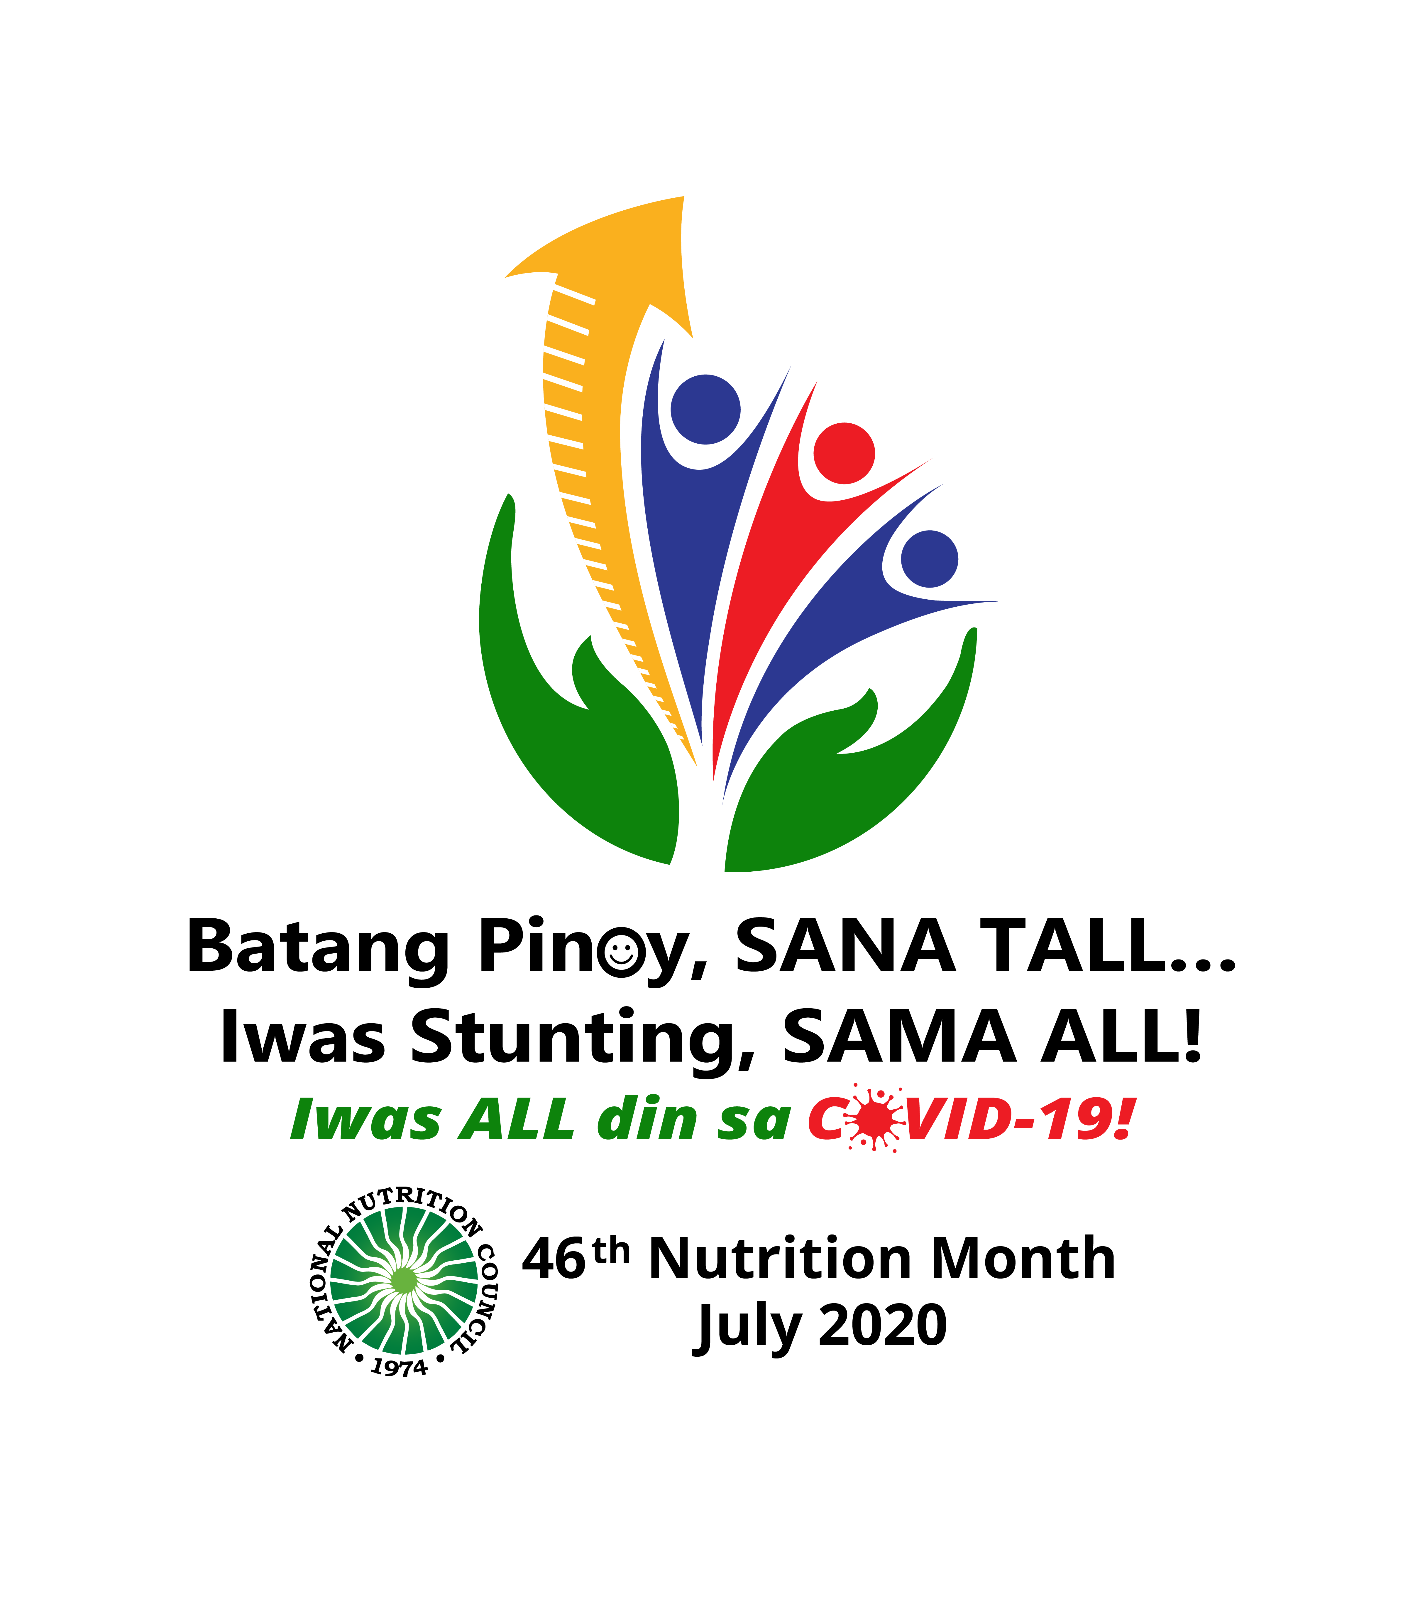 Batang Pinoy, SANA TALL...
Iwas Stunting, SAMA ALL!
Iwas ALL din sa COVID-19!
NATIONAL NUTRITION COUNCIL
• 1974 •
46th Nutrition Month
July 2020